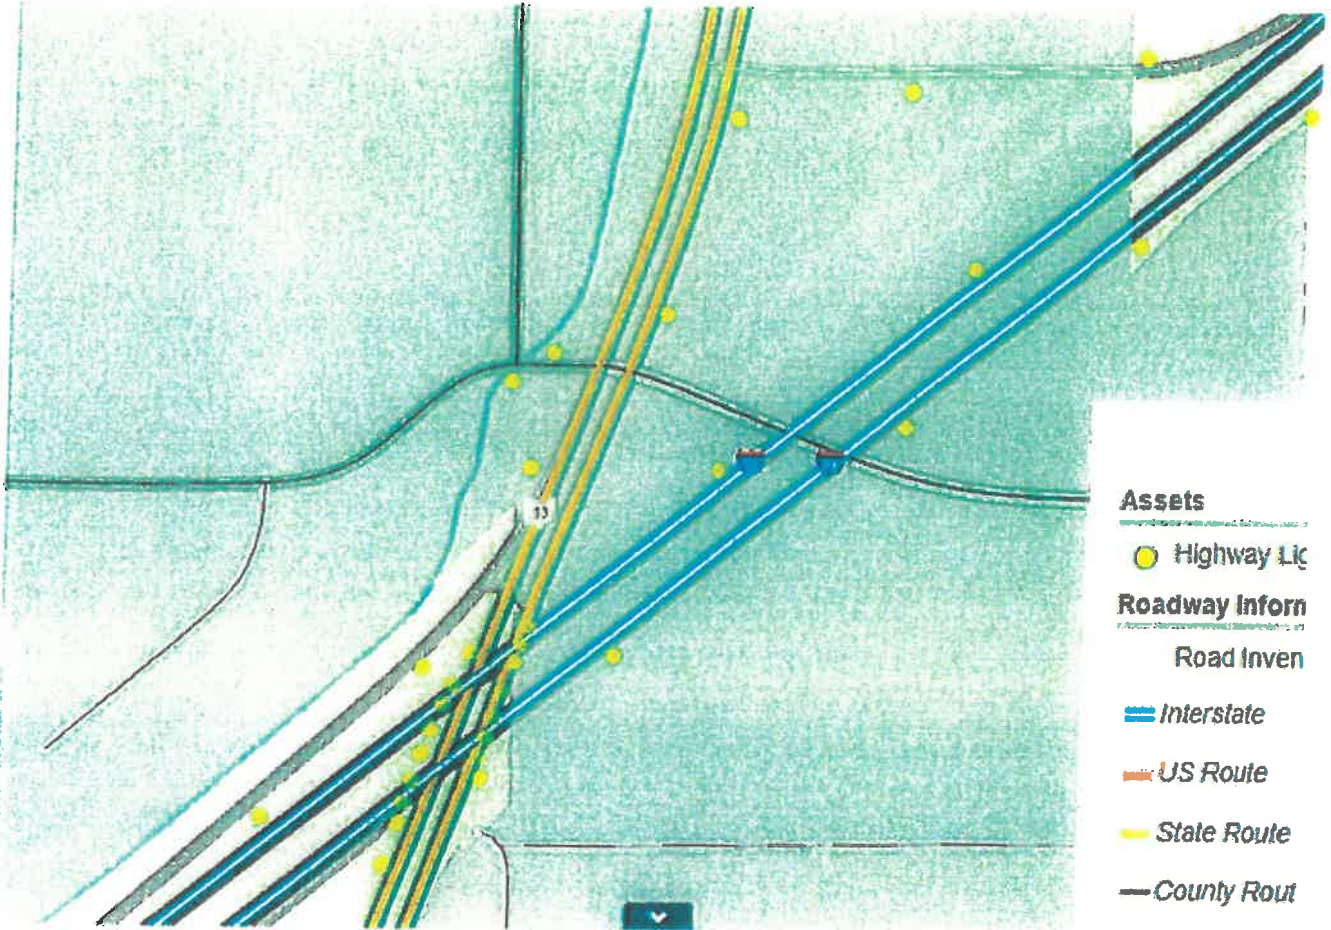 13
Assets
Highway Lig
Roadway Inforn
Road Inven
Interstate
US Route
State Route
County Rout